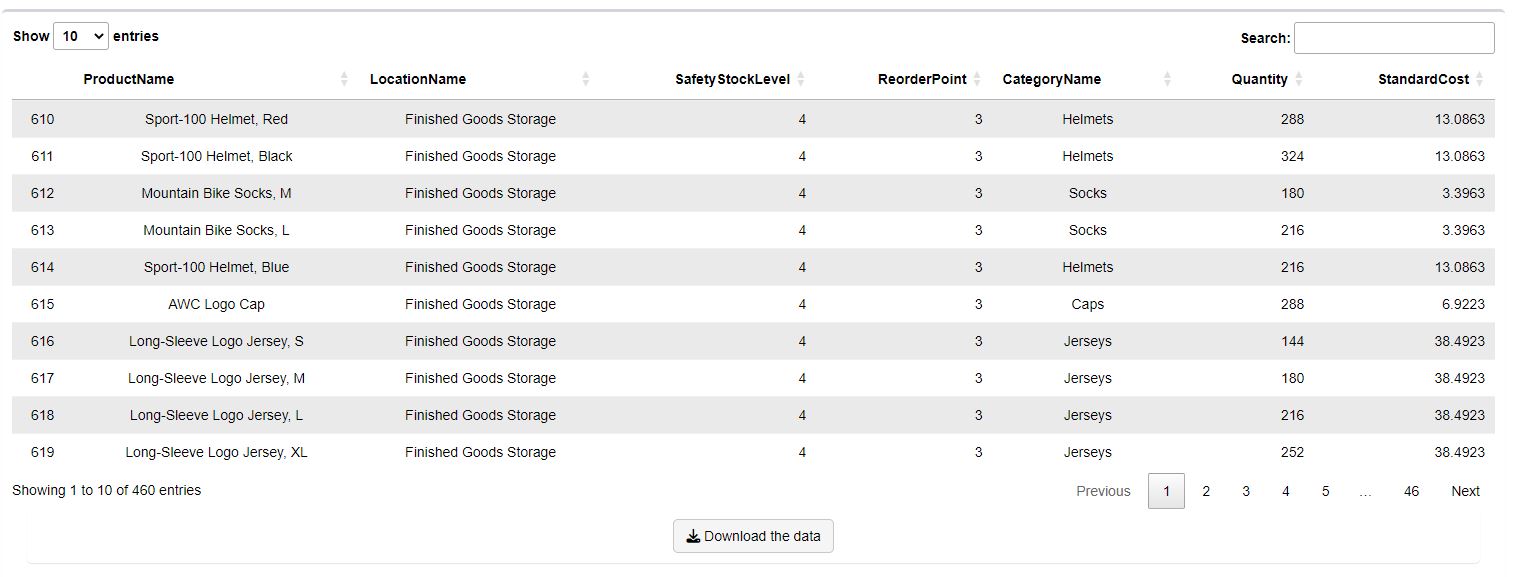 Show 10 entries Search:
ProductName LocationName SafetyStockLevel ReorderPoint CategoryName Quantity StandardCost
610 Sport-100 Helmet, Red Finished Goods Storage 4 3 Helmets 288 13.0863
611 Sport-100 Helmet, Black Finished Goods Storage 4 3 Helmets 324 13.0863
612 Mountain Bike Socks, M Finished Goods Storage 4 3 Socks 180 3.3963
613 Mountain Bike Socks, L Finished Goods Storage 4 3 Socks 216 3.3963
614 Sport-100 Helmet, Blue Finished Goods Storage 4 3 Helmets 216 13.0863
615 AWC Logo Cap Finished Goods Storage 4 3 Caps 288 6.9223
616 Long-Sleeve Logo Jersey, S Finished Goods Storage 4 3 Jerseys 144 38.4923
617 Long-Sleeve Logo Jersey, M Finished Goods Storage 4 3 Jerseys 180 38.4923
618 Long-Sleeve Logo Jersey, L Finished Goods Storage 4 3 Jerseys 216 38.4923
619 Long-Sleeve Logo Jersey, XL Finished Goods Storage 4 3 Jerseys 252 38.4923
Showing 1 to 10 of 460 entries Previous 1 2 3 4 5 … 46 Next
Download the data